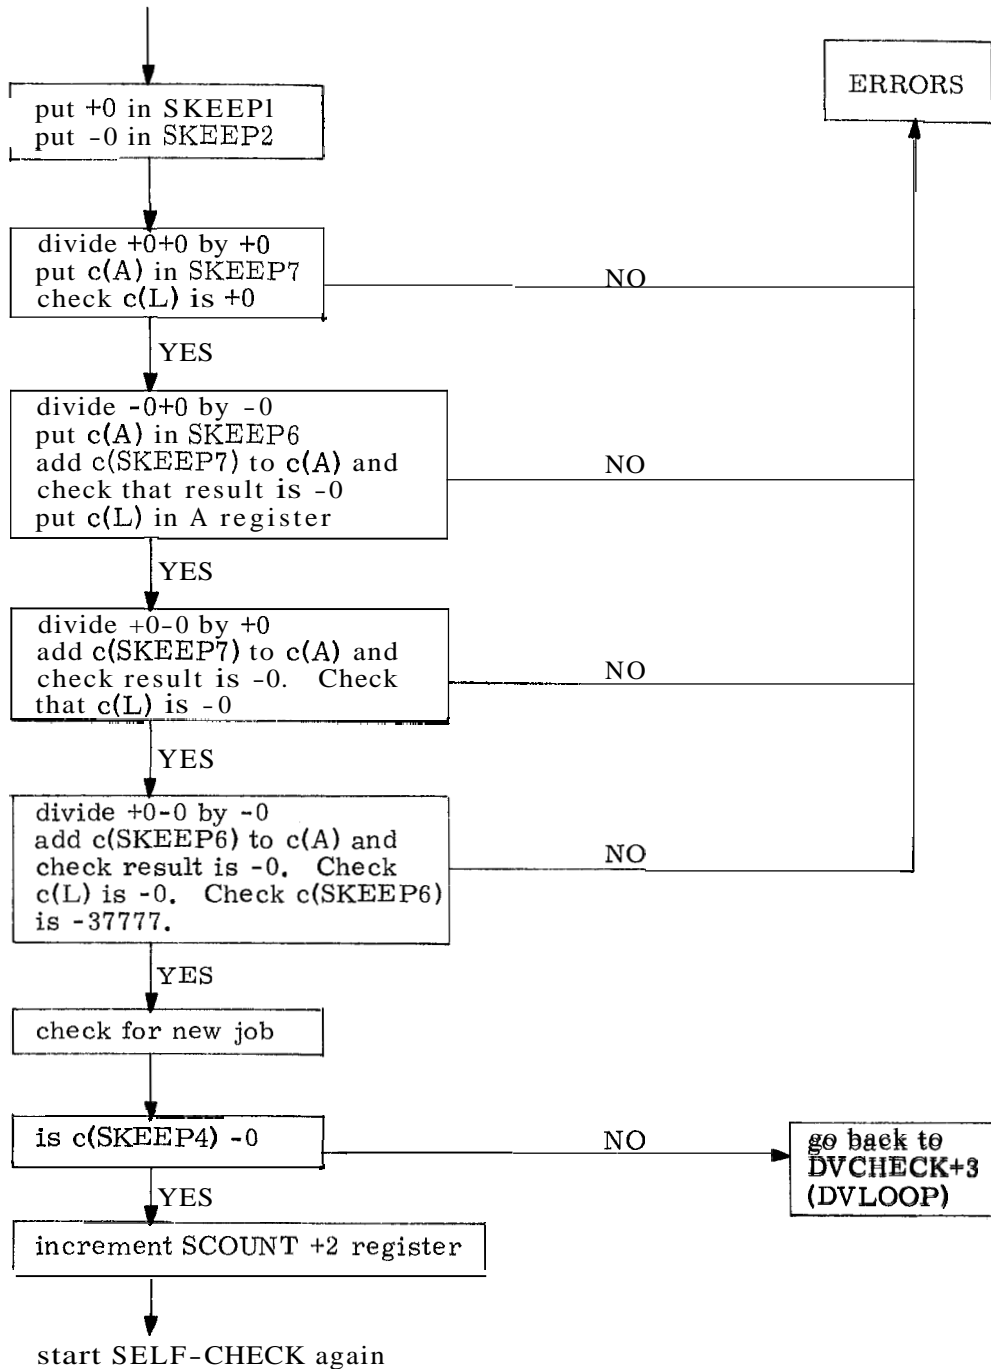 put +0 in SKEEP1
put -0 in SKEEP2
ERRORS
divide +0+0 by +0
put c(A) in SKEEP7
check c(L) is +0
NO
YES
divide -0+0 by -0
put c(A) in SKEEP6
add c(SKEEP7) to c(A) and
check that result is -0
put c(L) in A register
NO
YES
divide +0-0 by +0
add c(SKEEP7) to c(A) and
check result is -0. Check
that c(L) is -0
NO
YES
divide +0-0 by -0
add c(SKEEP6) to c(A) and
check result is -0. Check
c(L) is -0. Check c(SKEEP6)
is -37777.
NO
YES
check for new job
is c(SKEEP4) -0
NO
go back to
DVCHECK+3
(DVLOOP)
YES
increment SCOUNT +2 register
start SELF-CHECK again